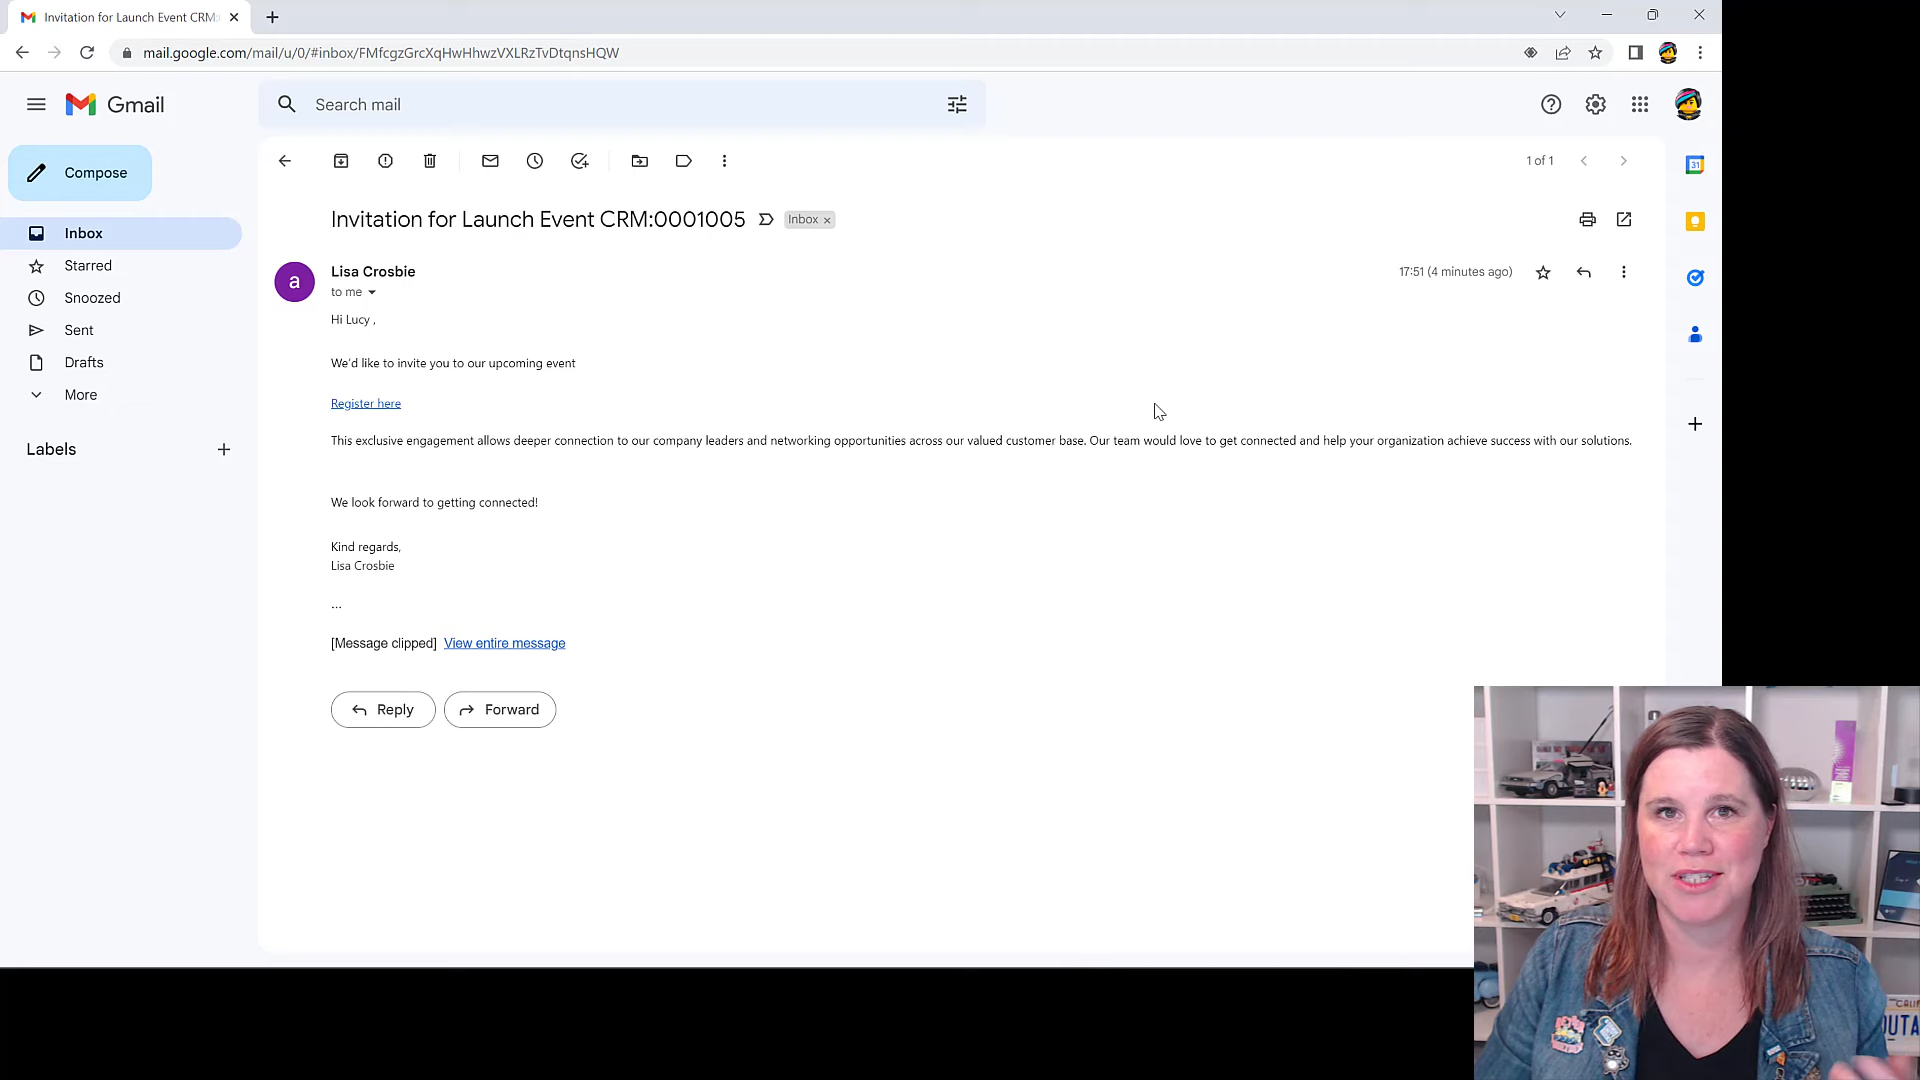 Invitation for Launch Event CRM:
mail.google.com/mail/u/0/#inbox/FMfcgzGrcXqHwHhwzVXLRzTvDtqnsHQW
Gmail
Search mail
Compose
1 of 1
Invitation for Launch Event CRM:0001005
Inbox ×
Inbox
Starred
Snoozed
Sent
Drafts
More
Labels
a
Lisa Crosbie
17:51 (4 minutes ago)
to me
Hi Lucy ,
We'd like to invite you to our upcoming event
Register here
This exclusive engagement allows deeper connection to our company leaders and networking opportunities across our valued customer base. Our team would love to get connected and help your organization achieve success with our solutions.
We look forward to getting connected!
Kind regards,
Lisa Crosbie
...
[Message clipped] View entire message
Reply
Forward
31
OUTA